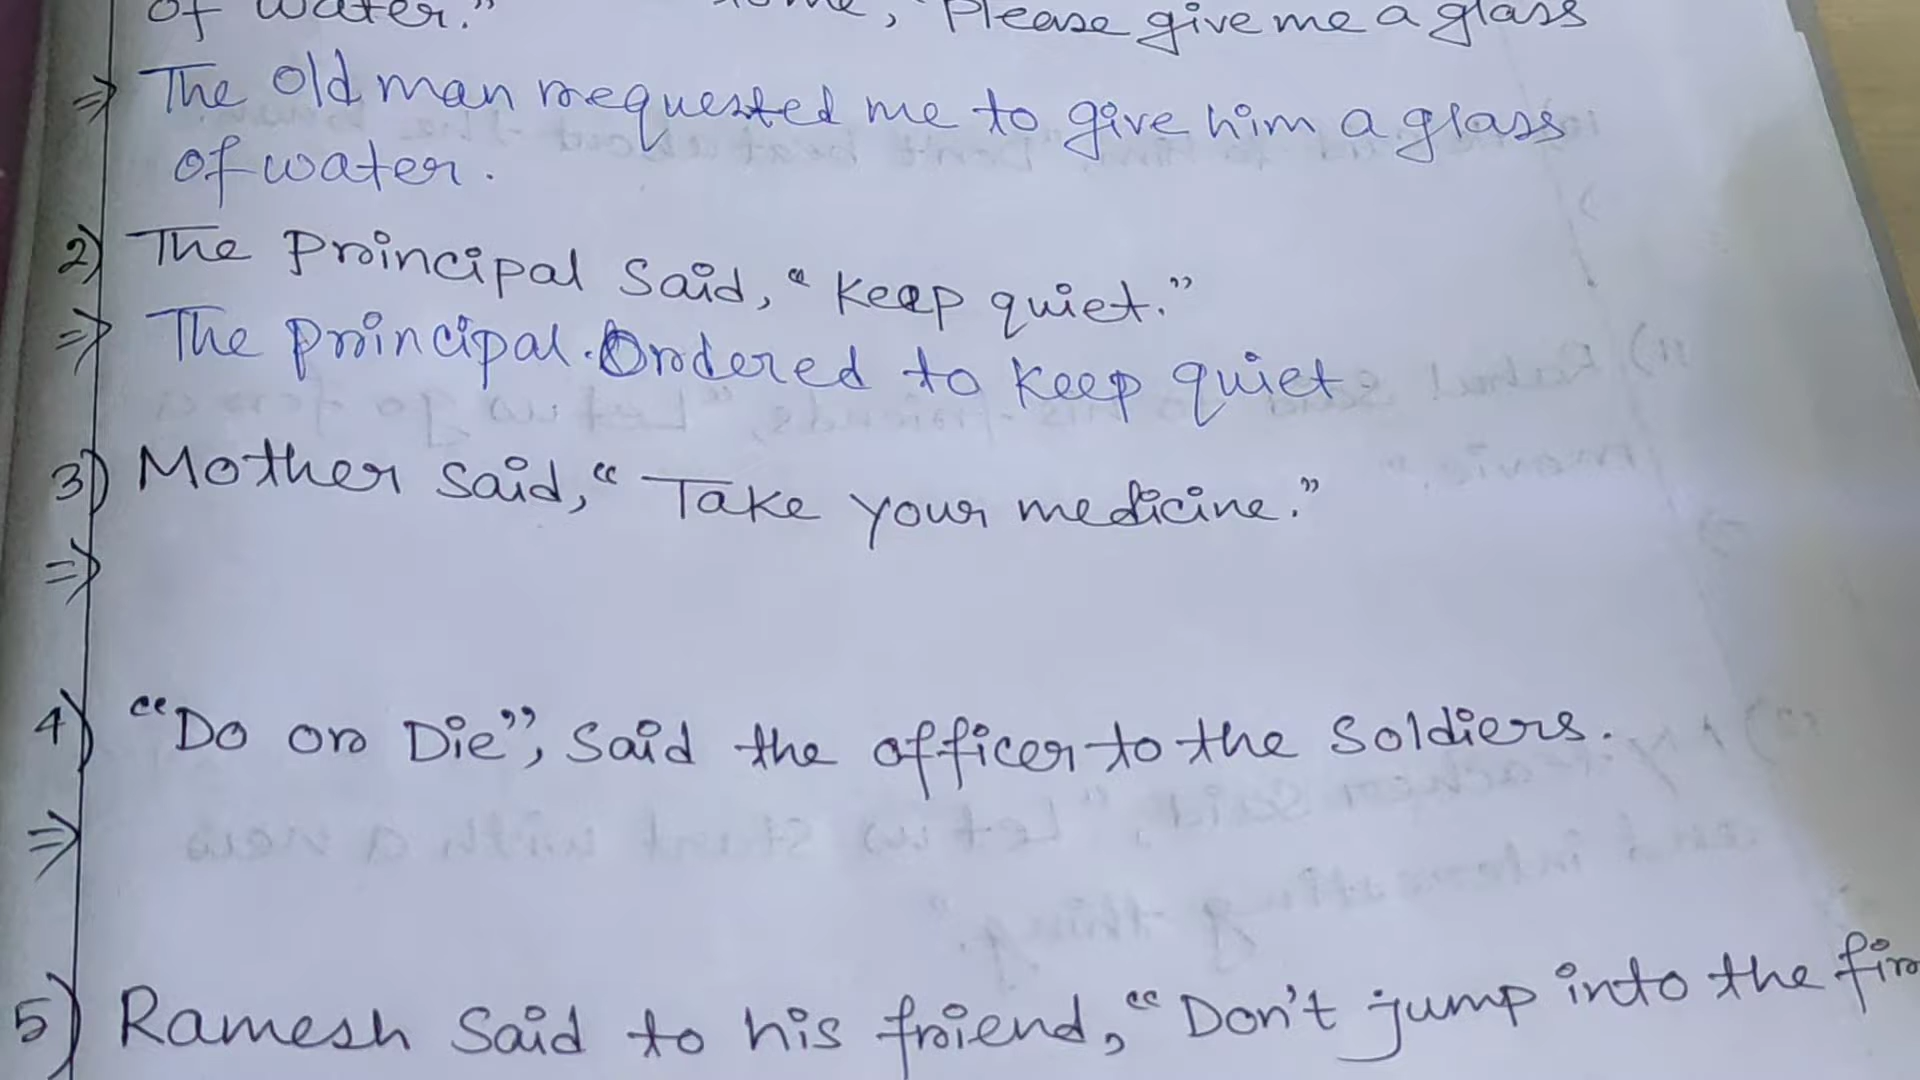 of water." me, "Please give me a glass
⇒ The old man requested me to give him a glass
of water.
2) The Principal Said, "Keep quiet."
⇒ The principal. Ordered to keep quiet
3) Mother said, "Take your medicine."
⇒
4) "Do or Die", Said the officer to the Soldiers.
⇒
5) Ramesh Said to his friend, "Don't jump into the